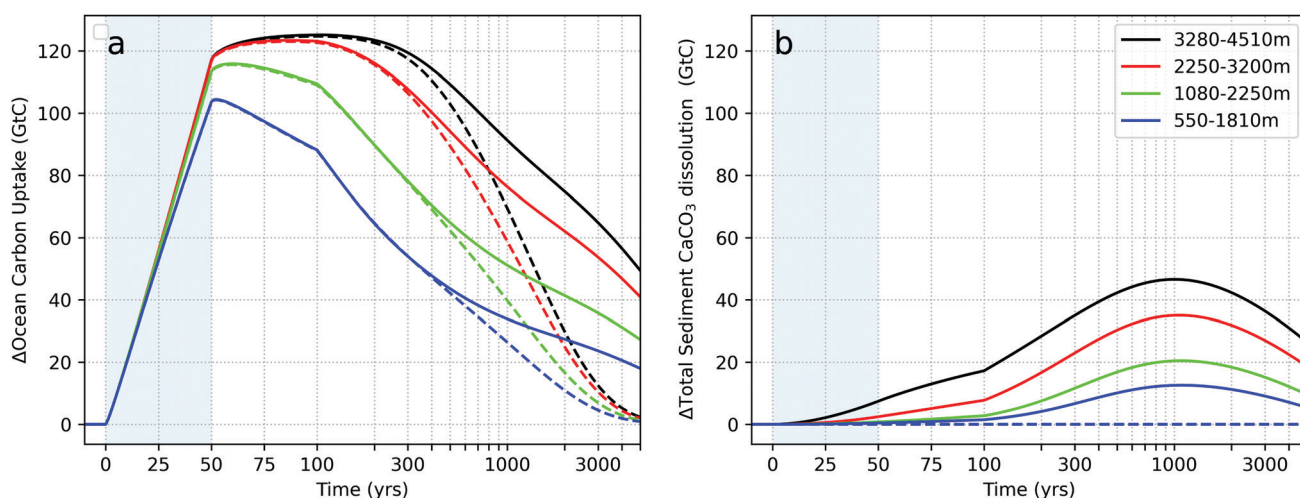 a
ΔOcean Carbon Uptake (GtC)
120
100
80
60
40
20
0
0 25 50 75 100 300 1000 3000
Time (yrs)
b
ΔTotal Sediment CaCO₃ dissolution (GtC)
3280-4510m
2250-3200m
1080-2250m
550-1810m
120
100
80
60
40
20
0
0 25 50 75 100 300 1000 3000
Time (yrs)